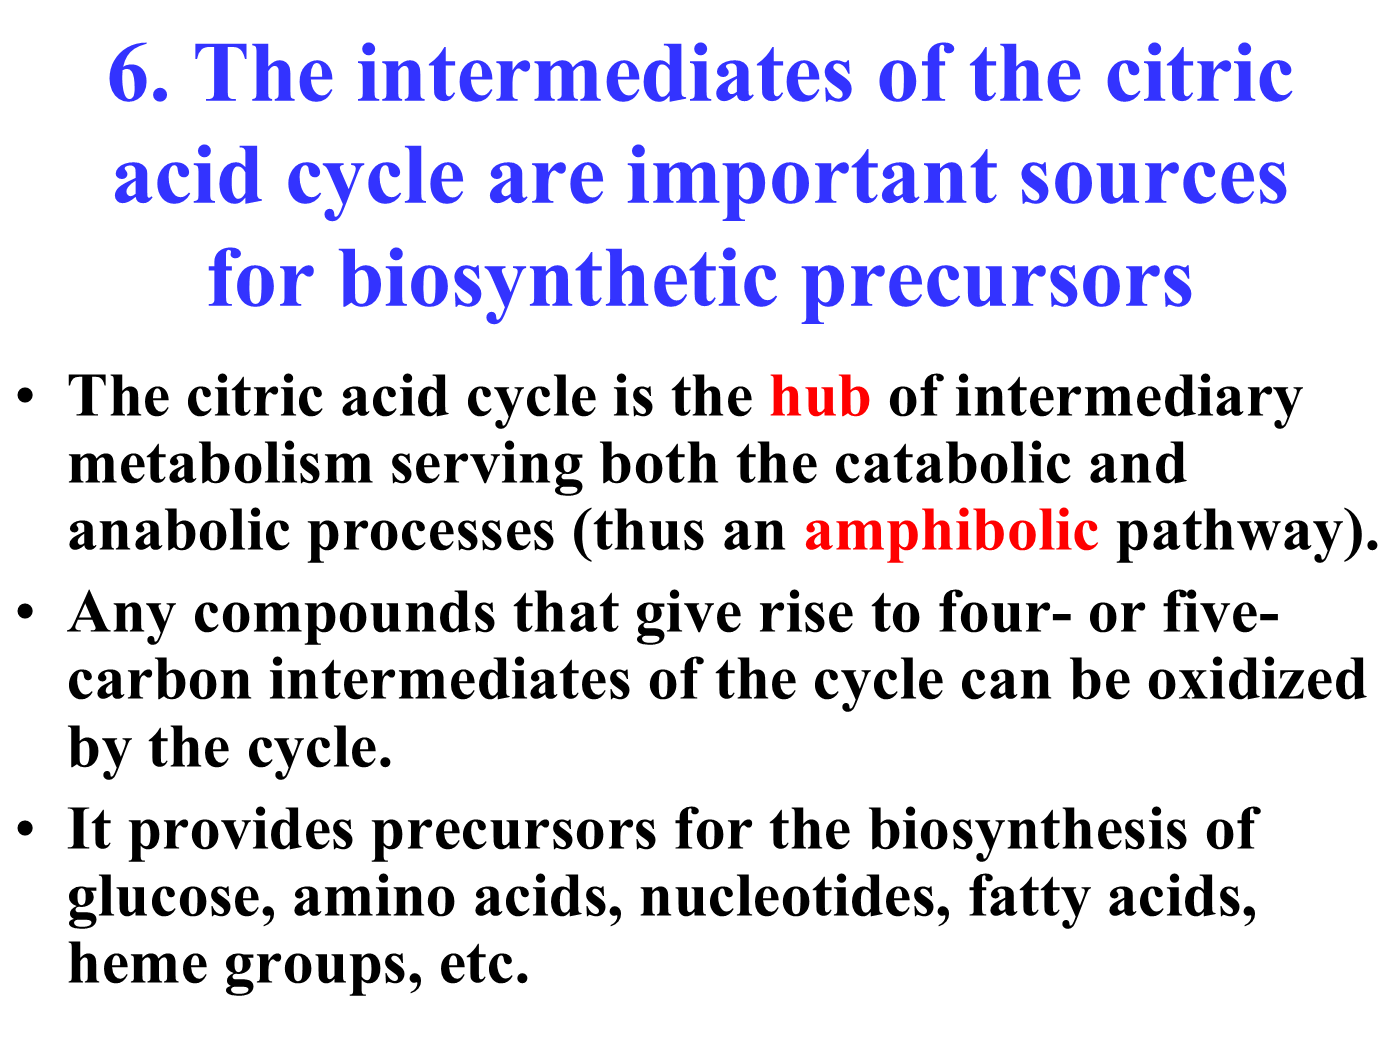 6. The intermediates of the citric
acid cycle are important sources
for biosynthetic precursors
• The citric acid cycle is the hub of intermediary
metabolism serving both the catabolic and
anabolic processes (thus an amphibolic pathway).
• Any compounds that give rise to four- or five-
carbon intermediates of the cycle can be oxidized
by the cycle.
• It provides precursors for the biosynthesis of
glucose, amino acids, nucleotides, fatty acids,
heme groups, etc.